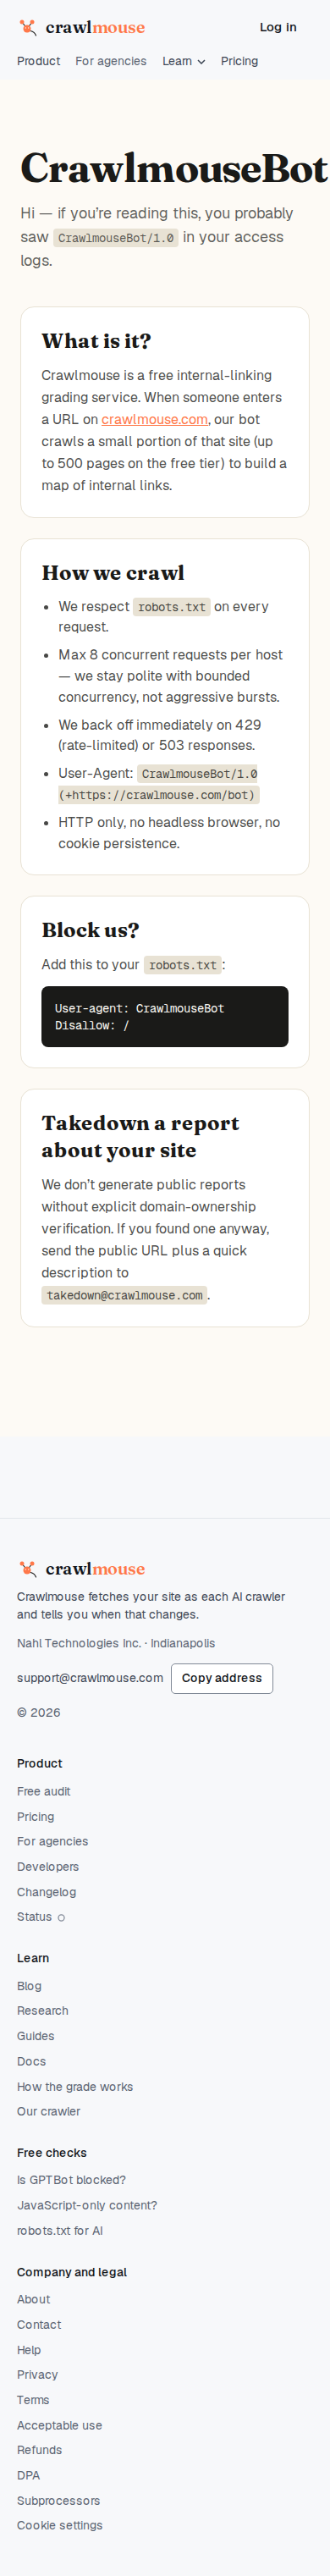 crawlmouse
Log in
Product For agencies Learn Pricing
CrawlmouseBot
Hi — if you’re reading this, you probably
saw CrawlmouseBot/1.0 in your access
logs.
What is it?
Crawlmouse is a free internal-linking
grading service. When someone enters
a URL on crawlmouse.com, our bot
crawls a small portion of that site (up
to 500 pages on the free tier) to build a
map of internal links.
How we crawl
• We respect robots.txt on every
request.
• Max 8 concurrent requests per host
— we stay polite with bounded
concurrency, not aggressive bursts.
• We back off immediately on 429
(rate-limited) or 503 responses.
• User-Agent: CrawlmouseBot/1.0
(+https://crawlmouse.com/bot)
• HTTP only, no headless browser, no
cookie persistence.
Block us?
Add this to your robots.txt:
User-agent: CrawlmouseBot
Disallow: /
Takedown a report
about your site
We don’t generate public reports
without explicit domain-ownership
verification. If you found one anyway,
send the public URL plus a quick
description to
takedown@crawlmouse.com.
crawlmouse
Crawlmouse fetches your site as each AI crawler
and tells you when that changes.
Nahl Technologies Inc. · Indianapolis
support@crawlmouse.com Copy address
© 2026
Product
Free audit
Pricing
For agencies
Developers
Changelog
Status
Learn
Blog
Research
Guides
Docs
How the grade works
Our crawler
Free checks
Is GPTBot blocked?
JavaScript-only content?
robots.txt for AI
Company and legal
About
Contact
Help
Privacy
Terms
Acceptable use
Refunds
DPA
Subprocessors
Cookie settings